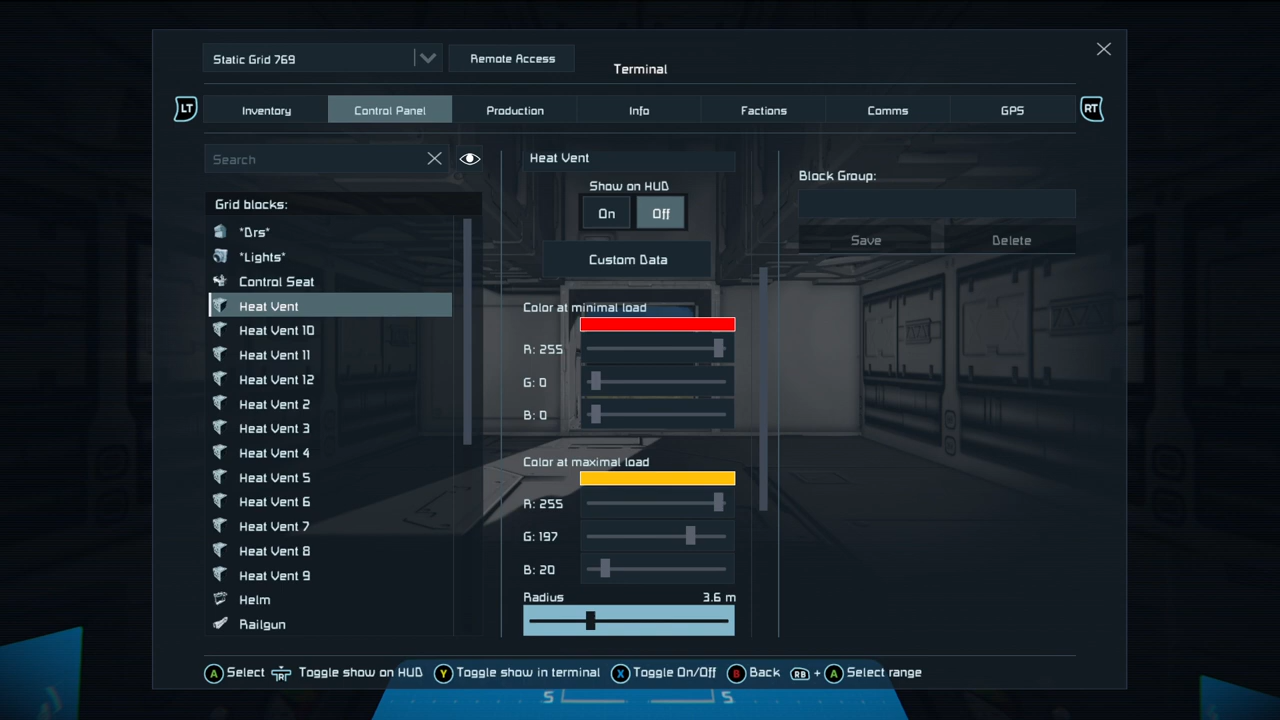 Static Grid 769
Remote Access
Terminal
LT
Inventory
Control Panel
Production
Info
Factions
Comms
GPS
RT
Search
Grid blocks:
*Drs*
*Lights*
Control Seat
Heat Vent
Heat Vent 10
Heat Vent 11
Heat Vent 12
Heat Vent 2
Heat Vent 3
Heat Vent 4
Heat Vent 5
Heat Vent 6
Heat Vent 7
Heat Vent 8
Heat Vent 9
Helm
Railgun
Heat Vent
Show on HUD
On
Off
Custom Data
Color at minimal load
R: 255
G: 0
B: 0
Color at maximal load
R: 255
G: 197
B: 20
Radius 3.6 m
Block Group:
Save
Delete
A Select Toggle show on HUD Y Toggle show in terminal X Toggle On/Off B Back RB + A Select range
5 5